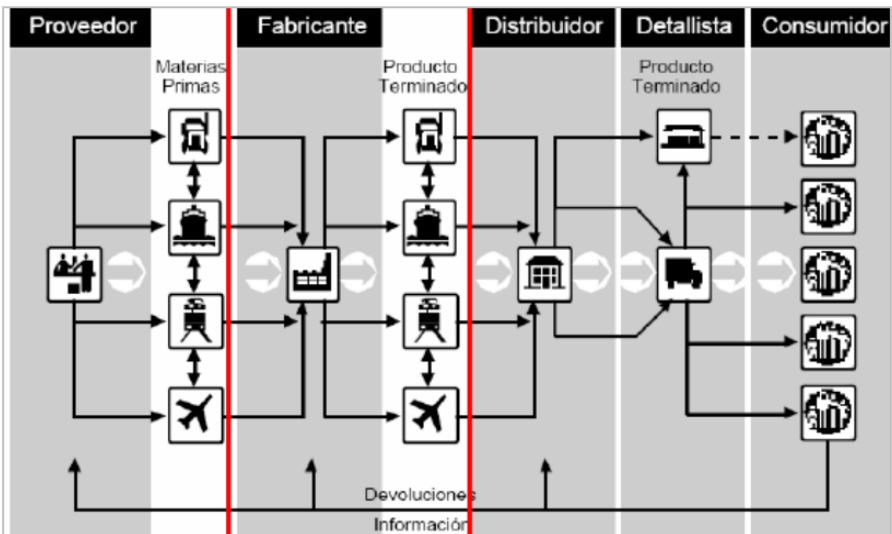 Proveedor
Fabricante
Distribuidor
Detallista
Consumidor
Materias
Primas
Producto
Terminado
Producto
Terminado
Devoluciones
Información